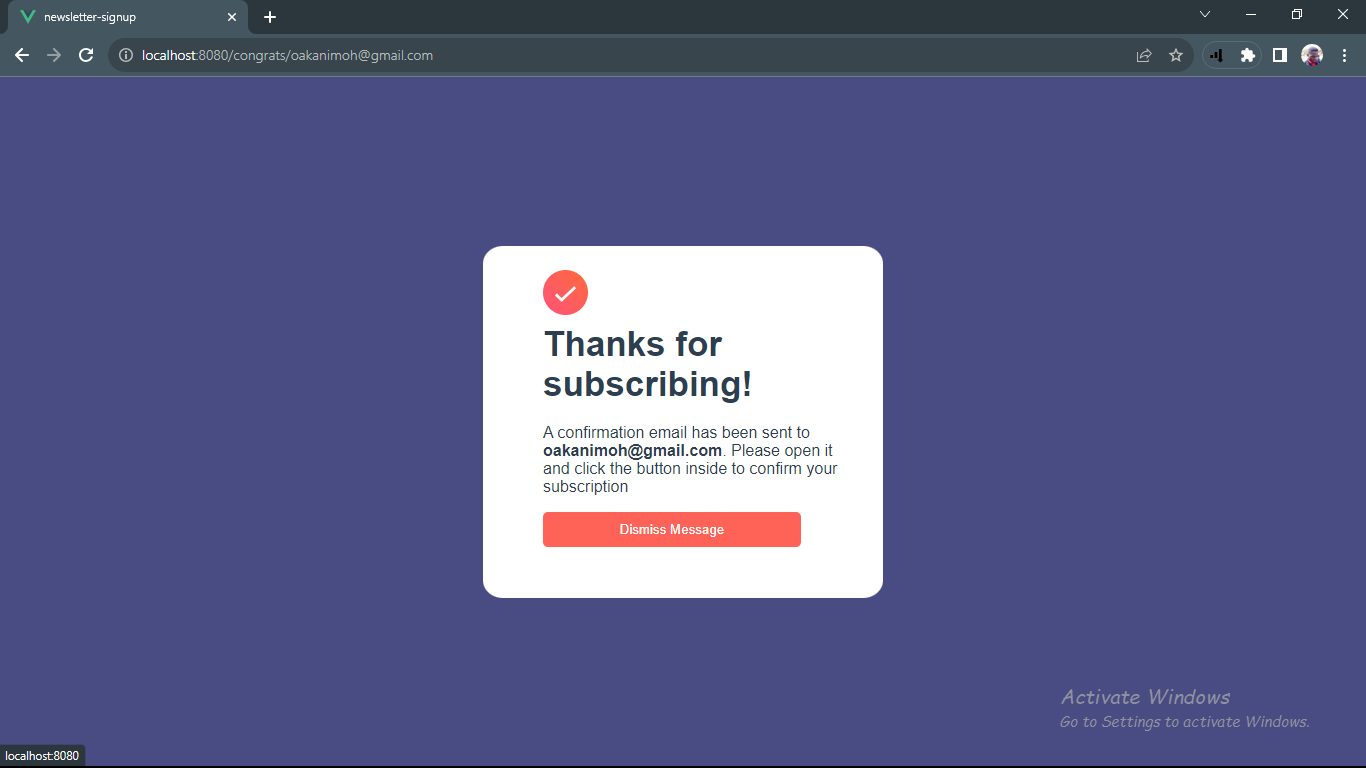 newsletter-signup
localhost:8080/congrats/oakanimoh@gmail.com
Thanks for
subscribing!
A confirmation email has been sent to
oakanimoh@gmail.com. Please open it
and click the button inside to confirm your
subscription
Dismiss Message
Activate Windows
Go to Settings to activate Windows.
localhost:8080